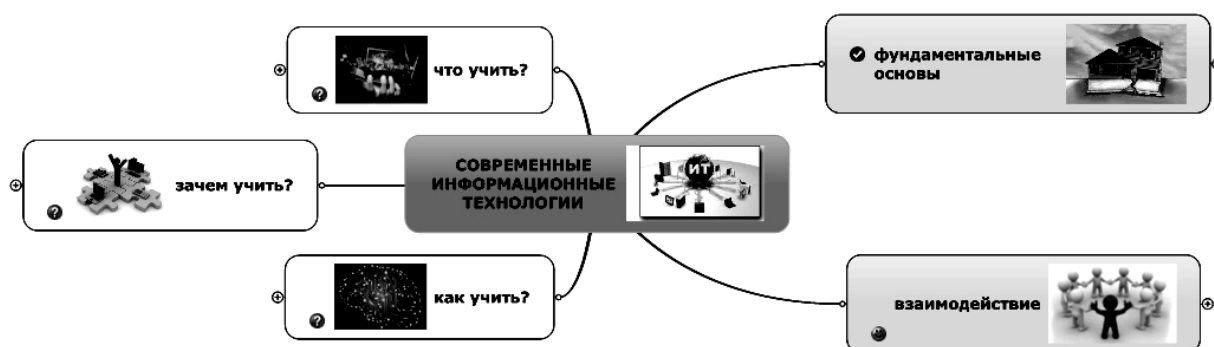 что учить?
фундаментальные
основы
зачем учить?
СОВРЕМЕННЫЕ
ИНФОРМАЦИОННЫЕ
ТЕХНОЛОГИИ
ИТ
как учить?
взаимодействие